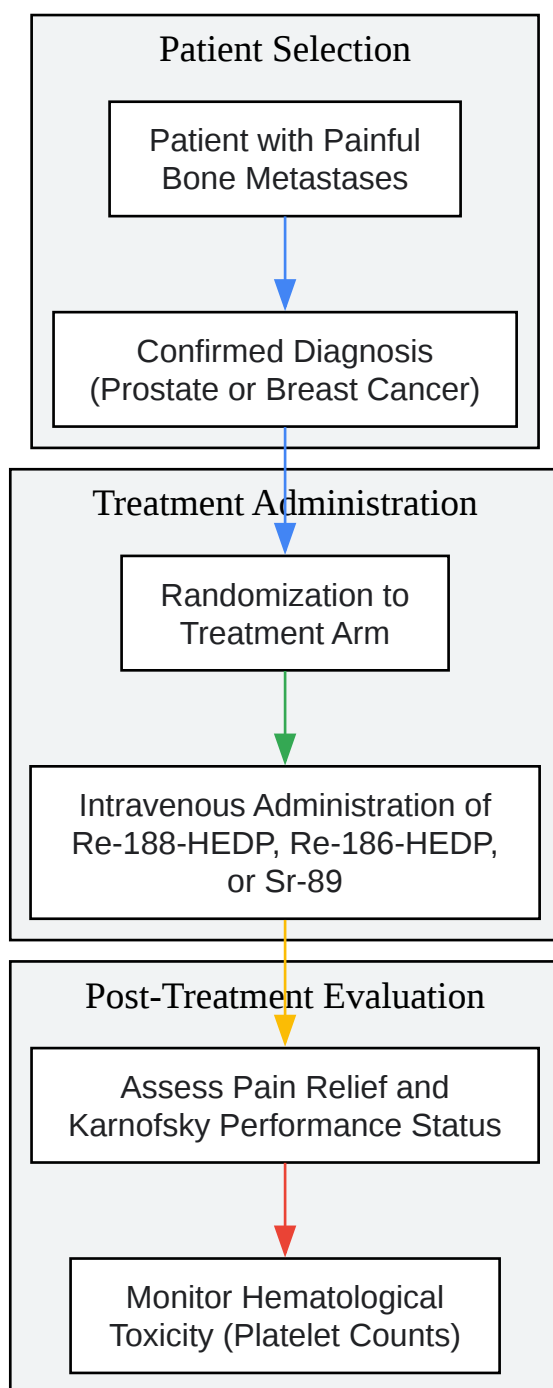 Patient Selection
Patient with Painful
Bone Metastases
Confirmed Diagnosis
(Prostate or Breast Cancer)
Treatment Administration
Randomization to
Treatment Arm
Intravenous Administration of
Re-188-HEDP, Re-186-HEDP,
or Sr-89
Post-Treatment Evaluation
Assess Pain Relief and
Karnofsky Performance Status
Monitor Hematological
Toxicity (Platelet Counts)